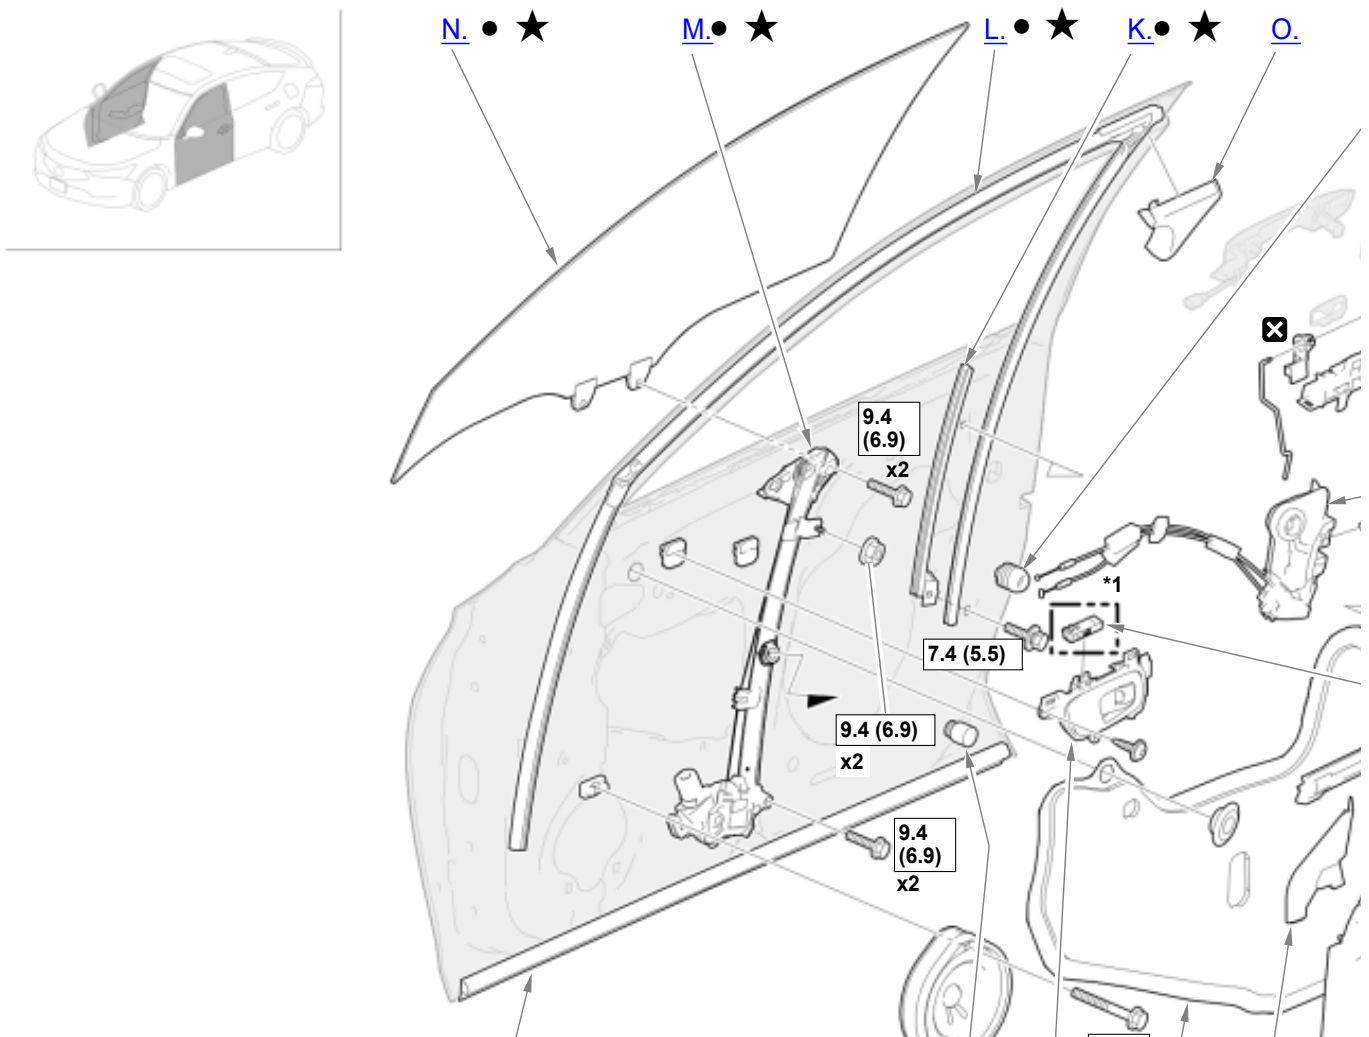 N. ● ★ M.● ★ L. ● ★ K.● ★ O.
9.4
(6.9)
x2
*1
7.4 (5.5)
9.4 (6.9)
x2
9.4
(6.9)
x2